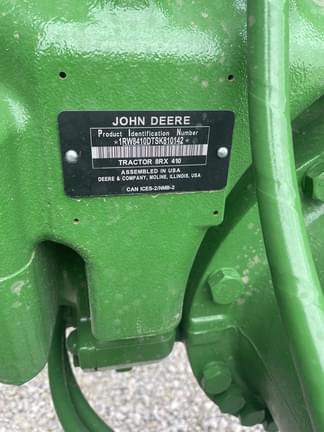 JOHN DEERE
Product Identification Number
*1RW8410DTSK810142*
TRACTOR 8RX 410
ASSEMBLED IN USA
DEERE & COMPANY, MOLINE, ILLINOIS, USA
CAN ICES-2/NMB-2